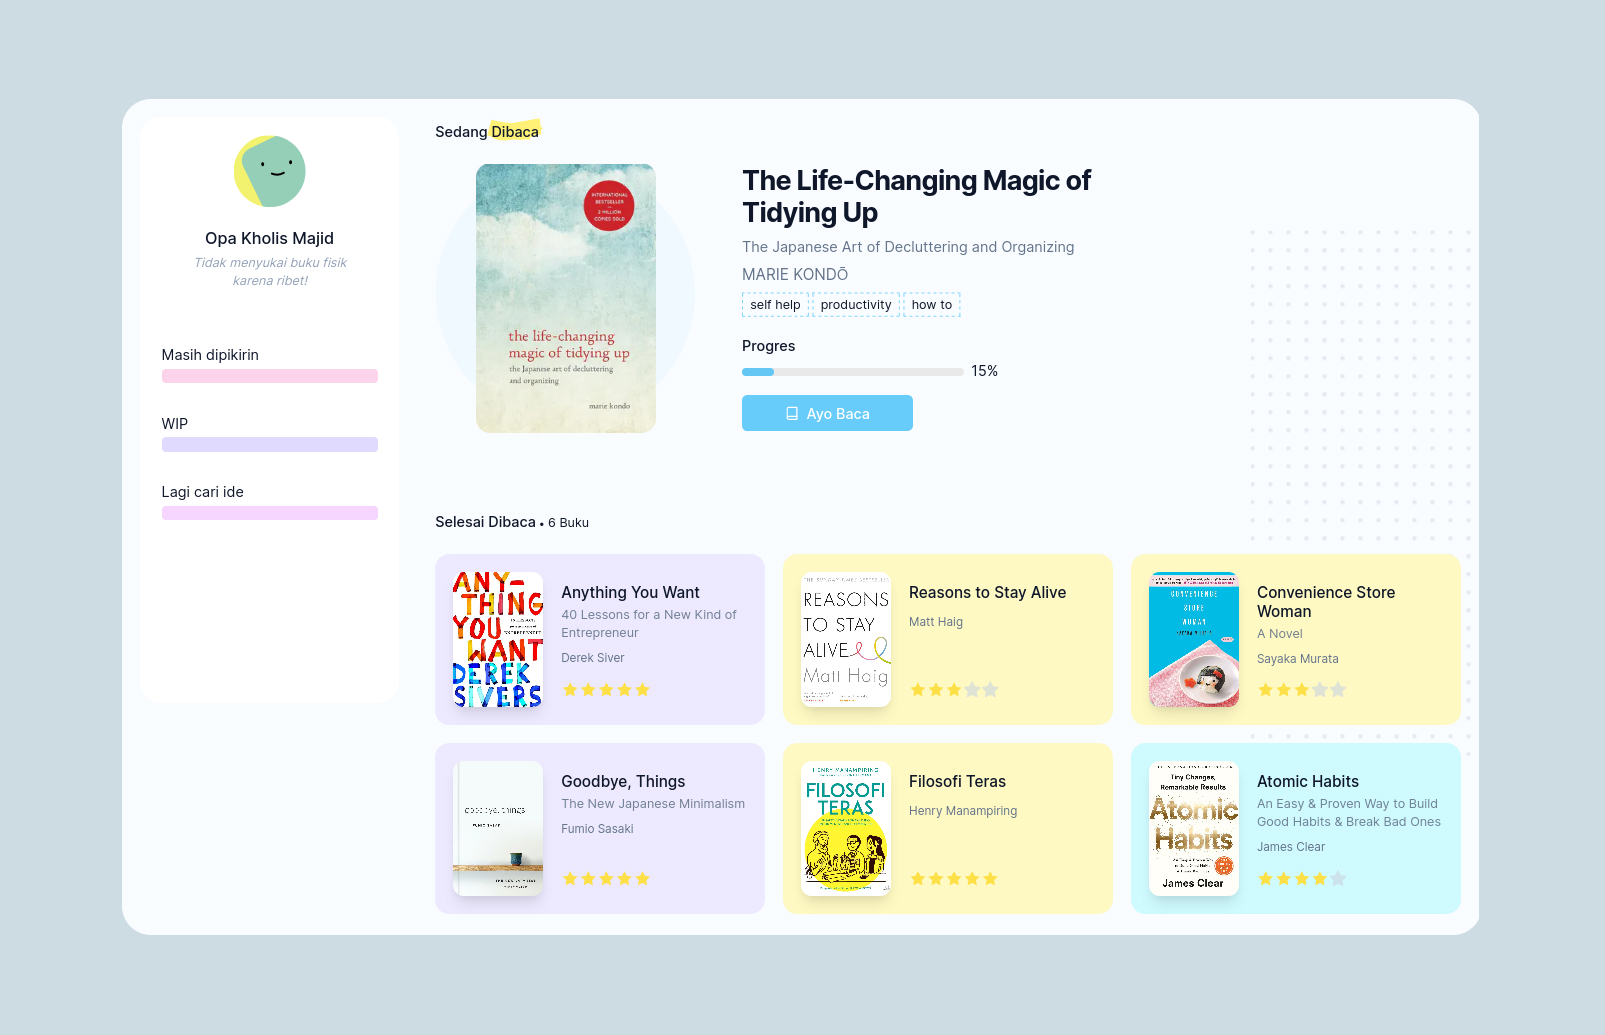 Opa Kholis Majid
Tidak menyukai buku fisik
karena ribet!
Masih dipikirin
WIP
Lagi cari ide
Sedang Dibaca
INTERNATIONAL
BESTSELLER
2 MILLION
COPIES SOLD
the life-changing
magic of tidying up
the Japanese art of decluttering
and organizing
marie kondo
The Life-Changing Magic of
Tidying Up
The Japanese Art of Decluttering and Organizing
MARIE KONDŌ
self help productivity how to
Progres
15%
Ayo Baca
Selesai Dibaca • 6 Buku
ANY-
THING
YOU
WANT
DEREK
SIVERS
Anything You Want
40 Lessons for a New Kind of
Entrepreneur
Derek Siver
REASONS
TO STAY
ALIVE
Matt Haig
Reasons to Stay Alive
Matt Haig
CONVENIENCE
STORE
WOMAN
Convenience Store
Woman
A Novel
Sayaka Murata
goodbye, things
Goodbye, Things
The New Japanese Minimalism
Fumio Sasaki
HENRY MANAMPIRING
FILOSOFI
TERAS
Filosofi Teras
Henry Manampiring
Tiny Changes,
Remarkable Results
Atomic
Habits
James Clear
Atomic Habits
An Easy & Proven Way to Build
Good Habits & Break Bad Ones
James Clear